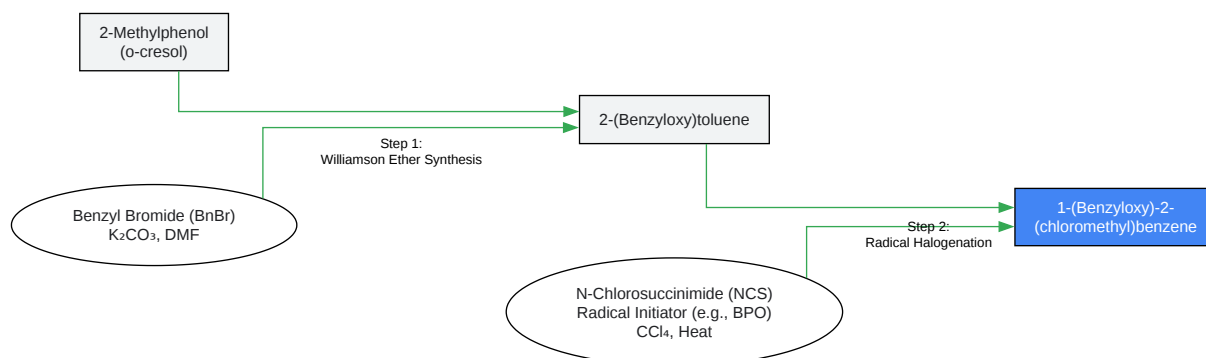 2-Methylphenol
(o-cresol)
2-(Benzyloxy)toluene
Step 1:
Williamson Ether Synthesis
Benzyl Bromide (BnBr)
K₂CO₃, DMF
1-(Benzyloxy)-2-
(chloromethyl)benzene
Step 2:
Radical Halogenation
N-Chlorosuccinimide (NCS)
Radical Initiator (e.g., BPO)
CCl₄, Heat